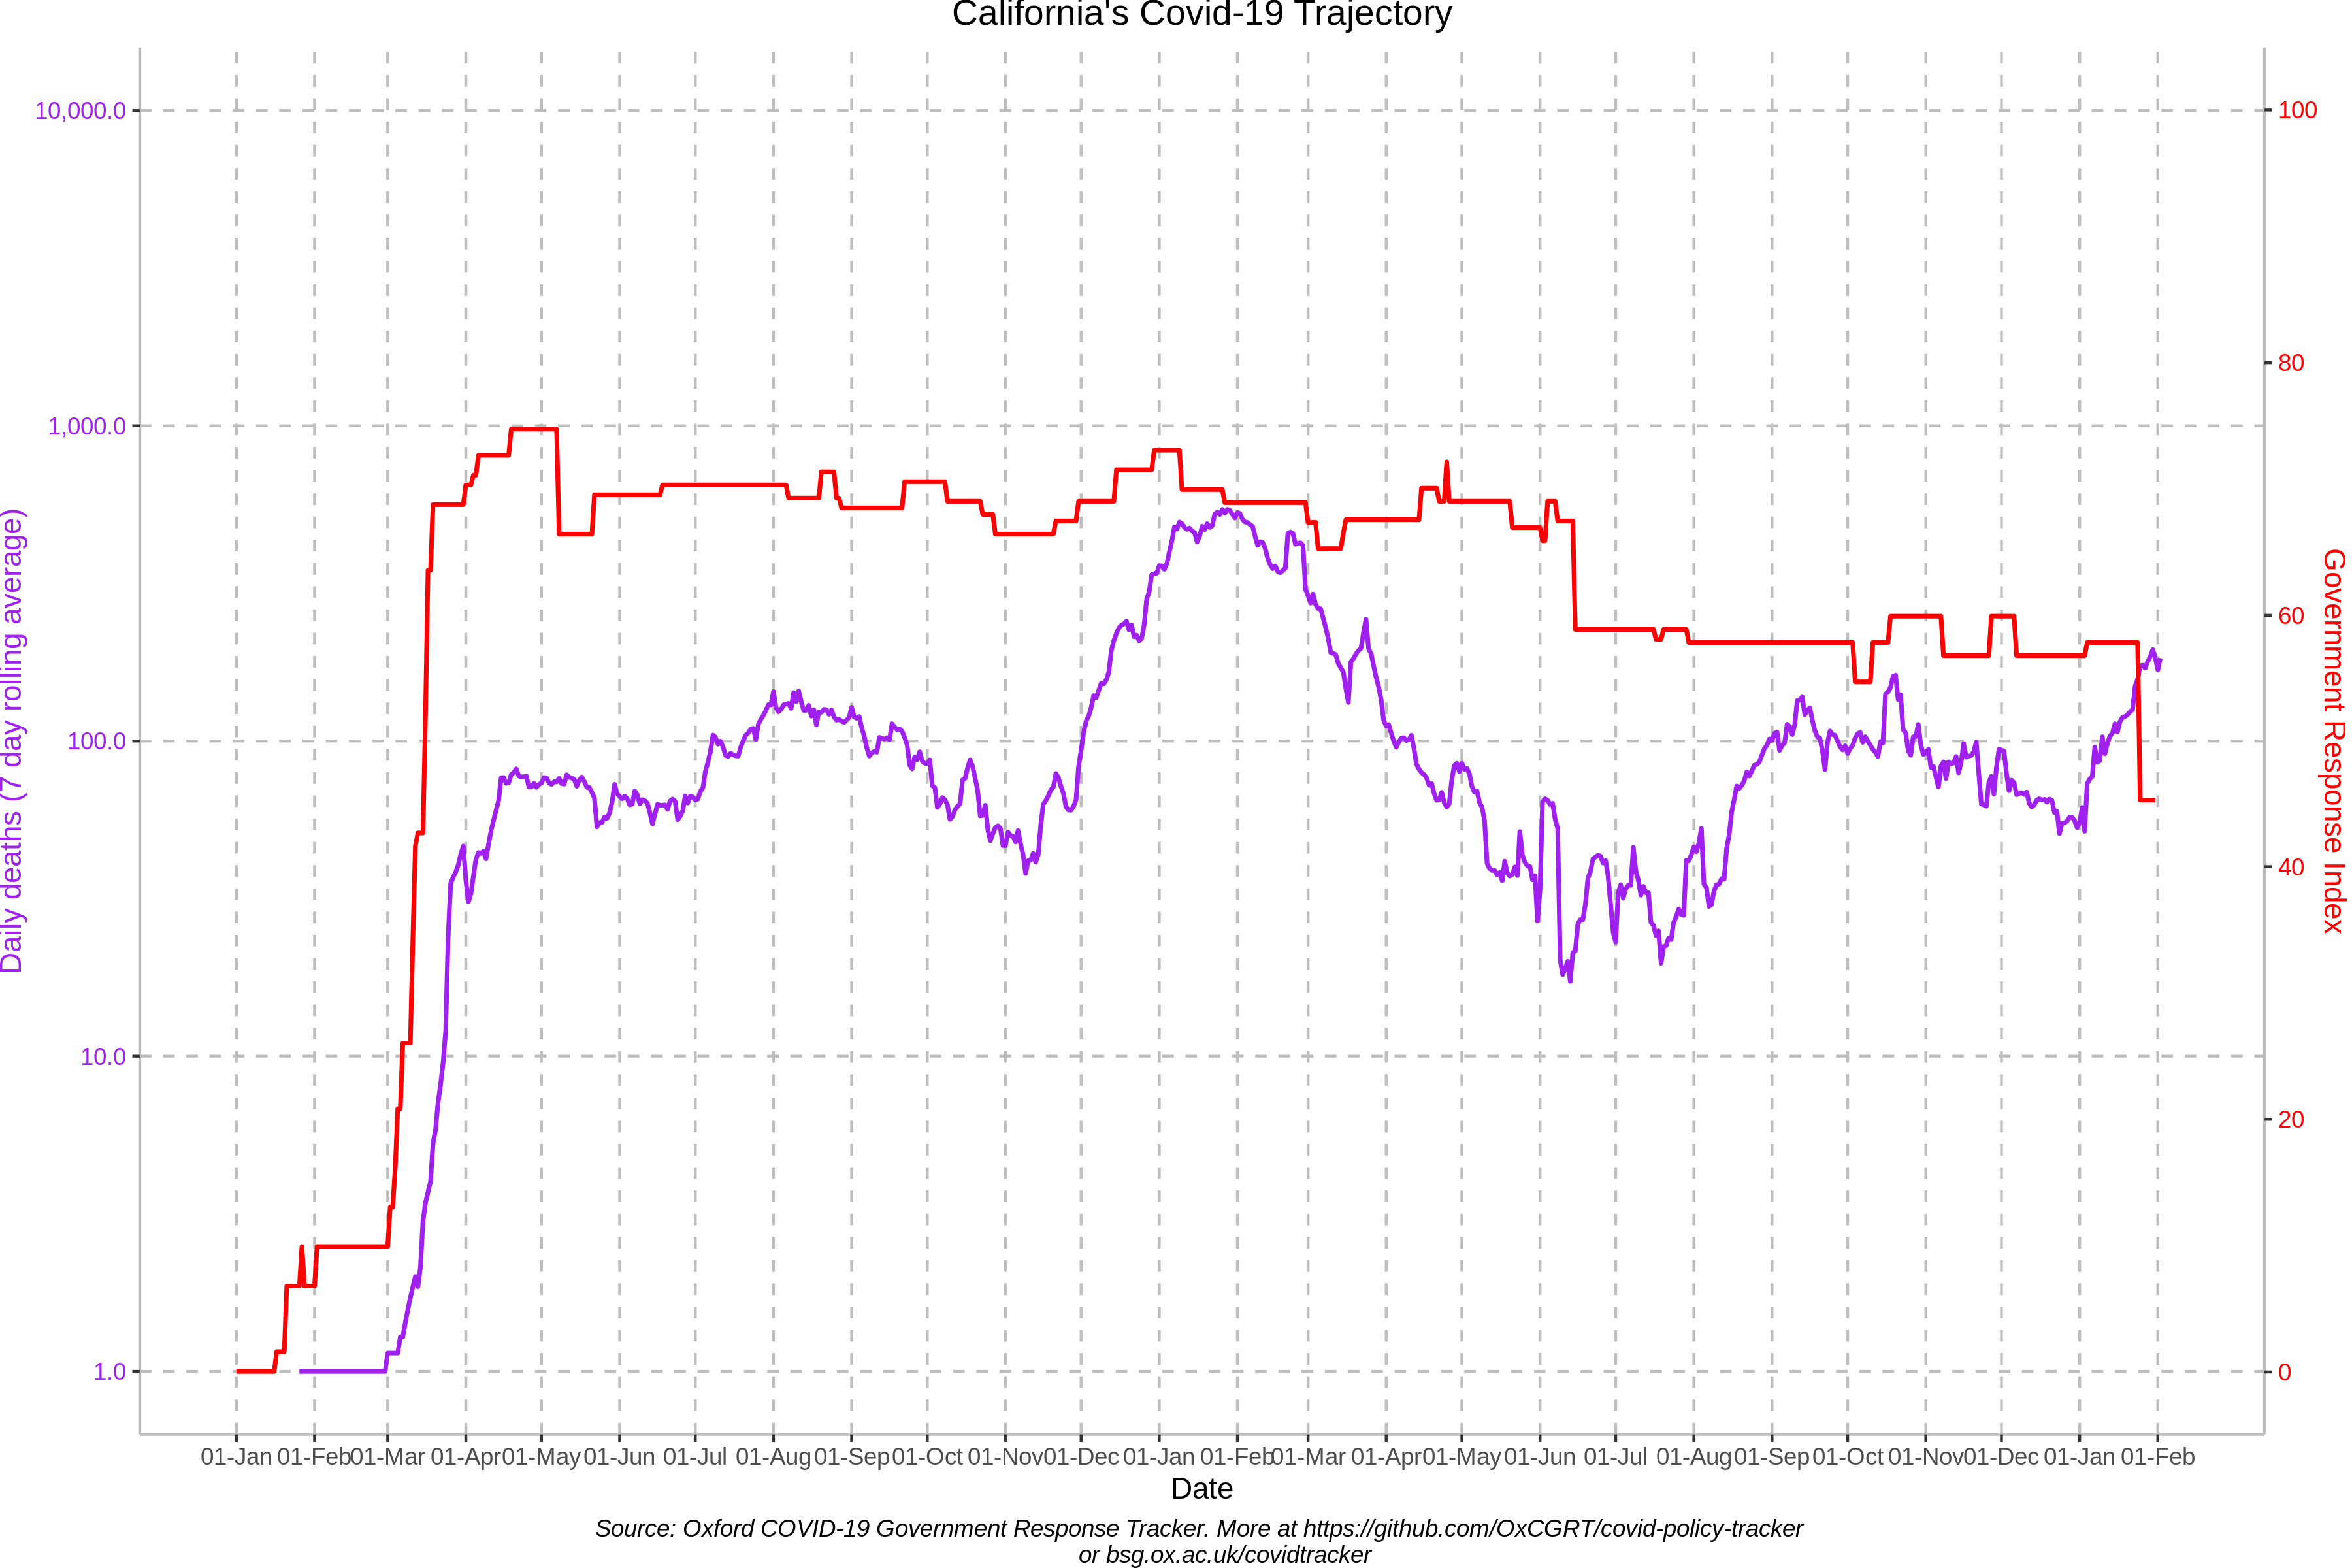 California's Covid-19 Trajectory
10,000.0
1,000.0
100.0
10.0
1.0
Daily deaths (7 day rolling average)
100
80
60
40
20
0
Government Response Index
01-Jan 01-Feb 01-Mar 01-Apr 01-May 01-Jun 01-Jul 01-Aug 01-Sep 01-Oct 01-Nov 01-Dec 01-Jan 01-Feb 01-Mar 01-Apr 01-May 01-Jun 01-Jul 01-Aug 01-Sep 01-Oct 01-Nov 01-Dec 01-Jan 01-Feb
Date
Source: Oxford COVID-19 Government Response Tracker. More at https://github.com/OxCGRT/covid-policy-tracker
or bsg.ox.ac.uk/covidtracker